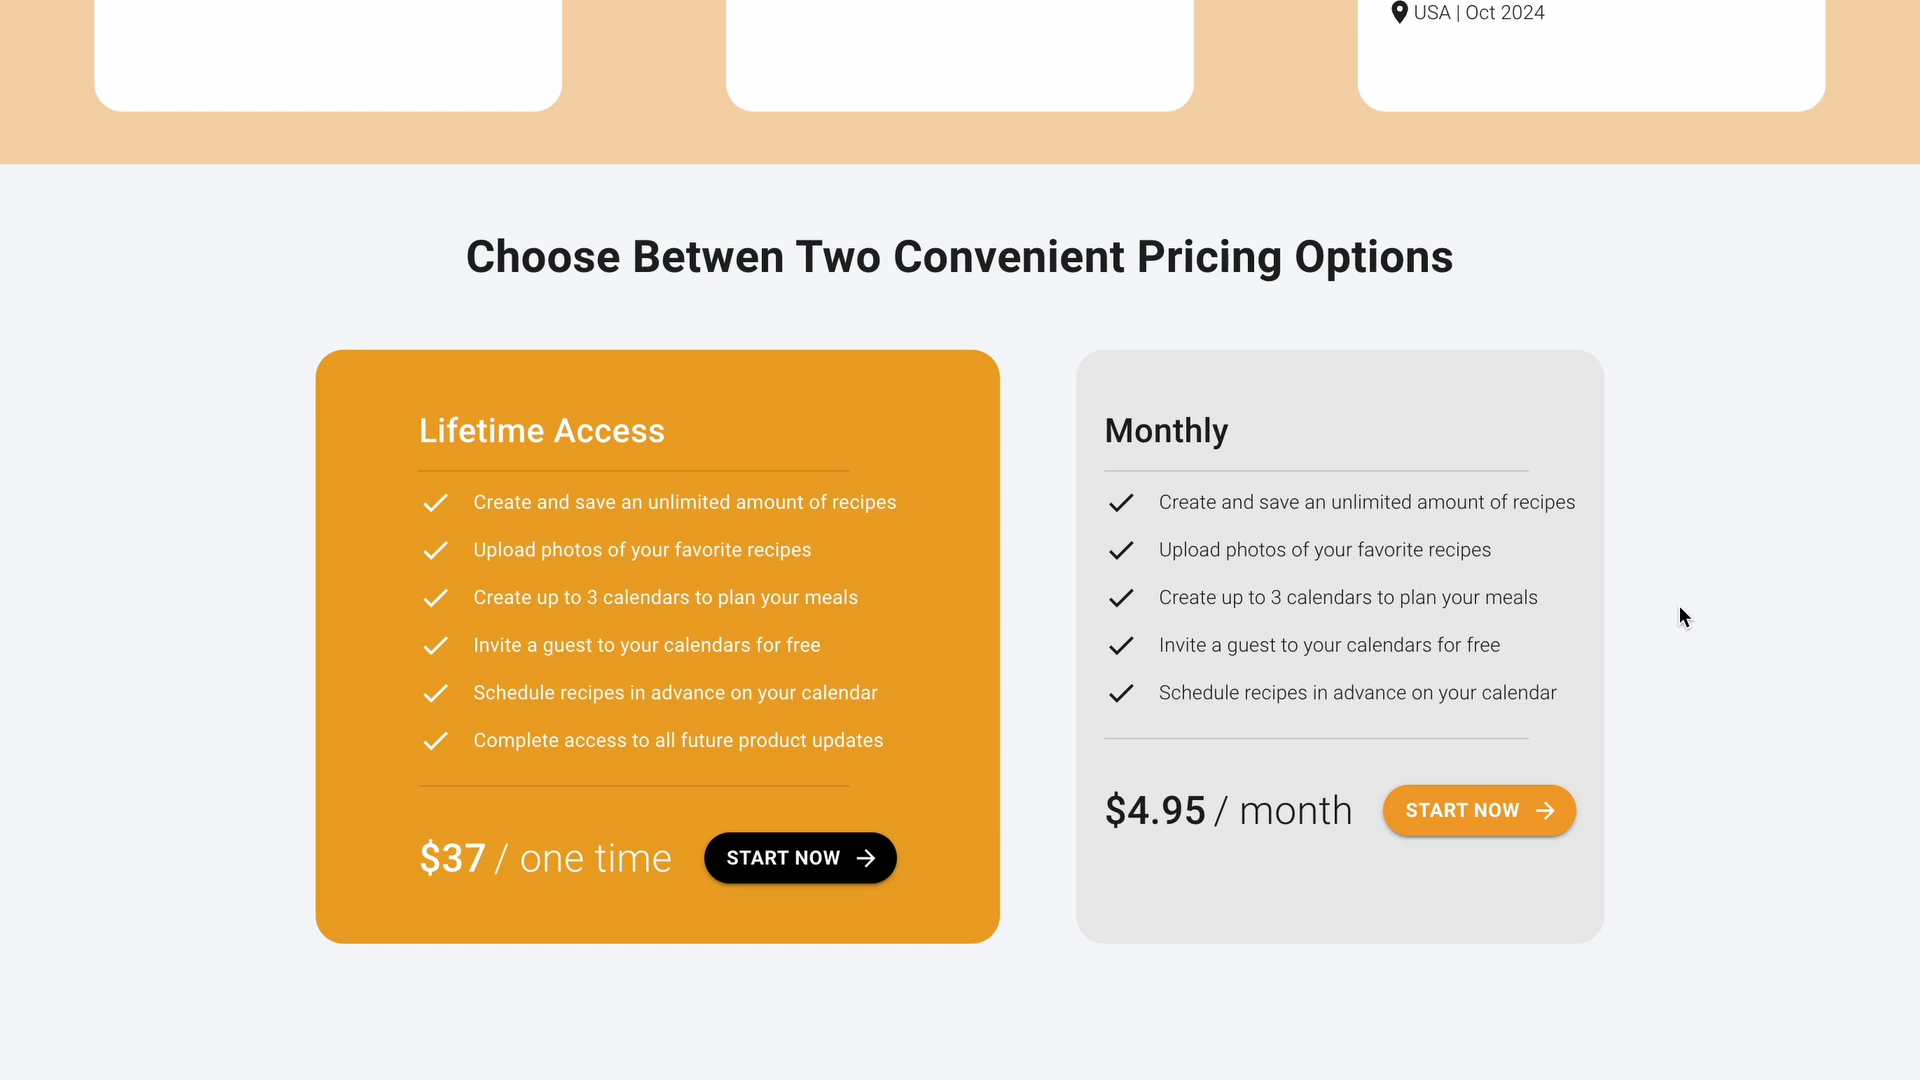 USA | Oct 2024
Choose Betwen Two Convenient Pricing Options
Lifetime Access
Create and save an unlimited amount of recipes
Upload photos of your favorite recipes
Create up to 3 calendars to plan your meals
Invite a guest to your calendars for free
Schedule recipes in advance on your calendar
Complete access to all future product updates
$37 / one time
START NOW
Monthly
Create and save an unlimited amount of recipes
Upload photos of your favorite recipes
Create up to 3 calendars to plan your meals
Invite a guest to your calendars for free
Schedule recipes in advance on your calendar
$4.95 / month
START NOW